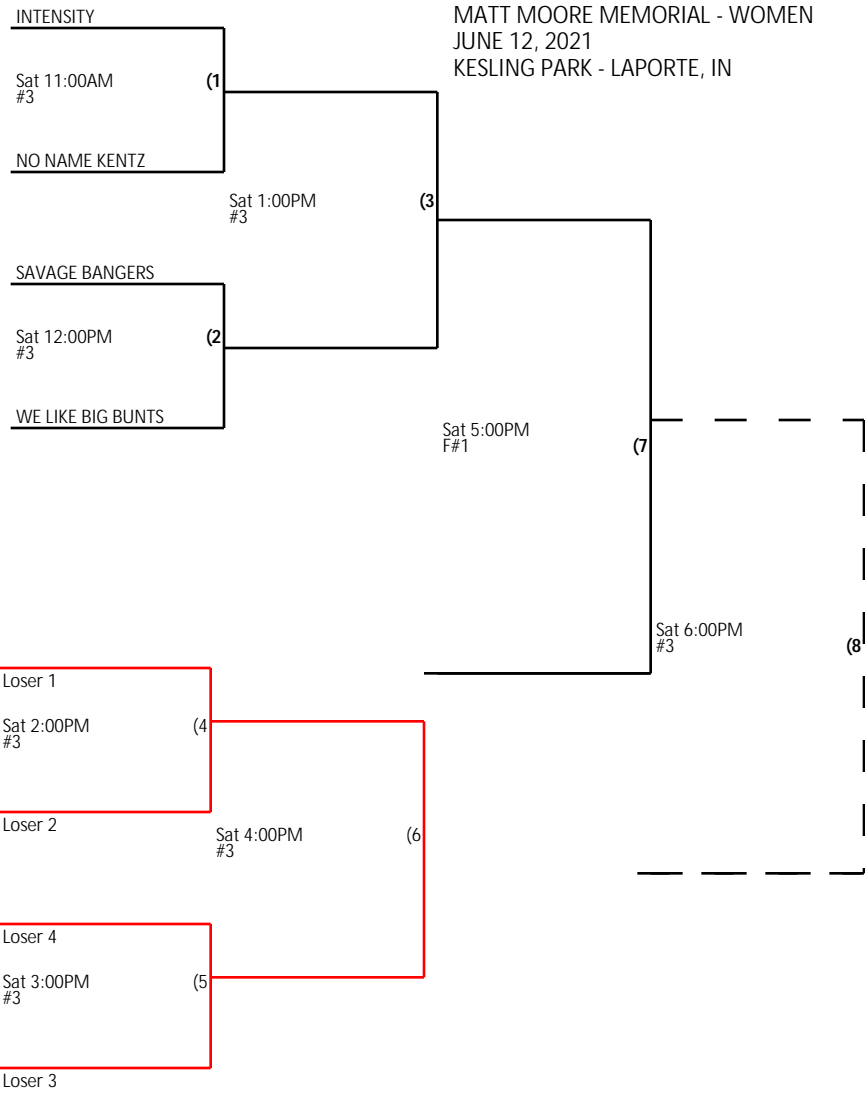 INTENSITY
MATT MOORE MEMORIAL - WOMEN
JUNE 12, 2021
KESLING PARK - LAPORTE, IN
Sat 11:00AM
#3
(1
NO NAME KENTZ
Sat 1:00PM
#3
(3
SAVAGE BANGERS
Sat 12:00PM
#3
(2
WE LIKE BIG BUNTS
Sat 5:00PM
F#1
(7
Sat 6:00PM
#3
(8
Loser 1
Sat 2:00PM
#3
(4
Loser 2
Sat 4:00PM
#3
(6
Loser 4
Sat 3:00PM
#3
(5
Loser 3